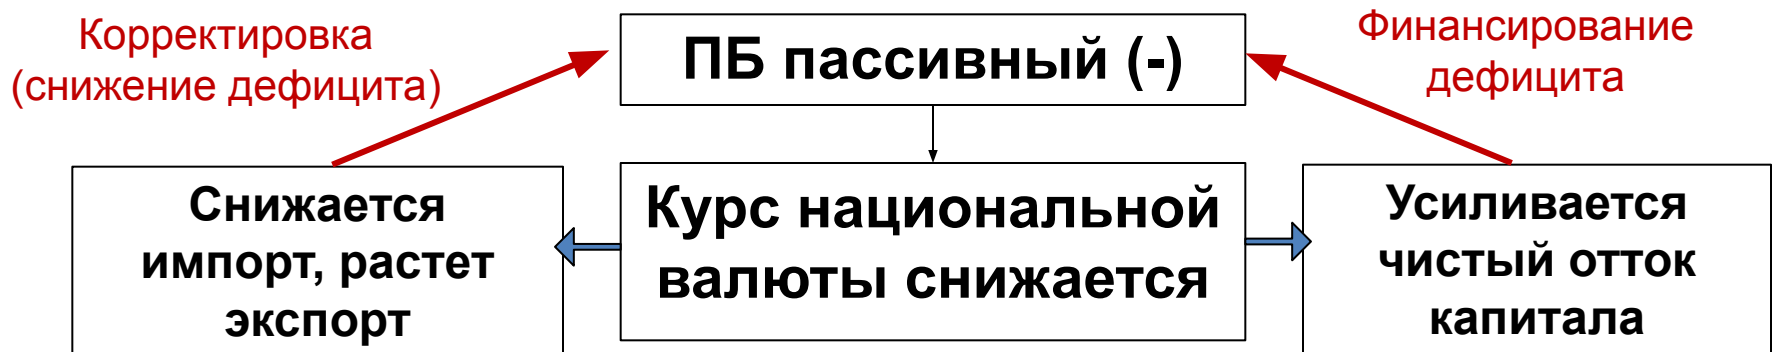 Корректировка
(снижение дефицита)
ПБ пассивный (-)
Финансирование
дефицита
Снижается
импорт, растет
экспорт
Курс национальной
валюты снижается
Усиливается
чистый отток
капитала